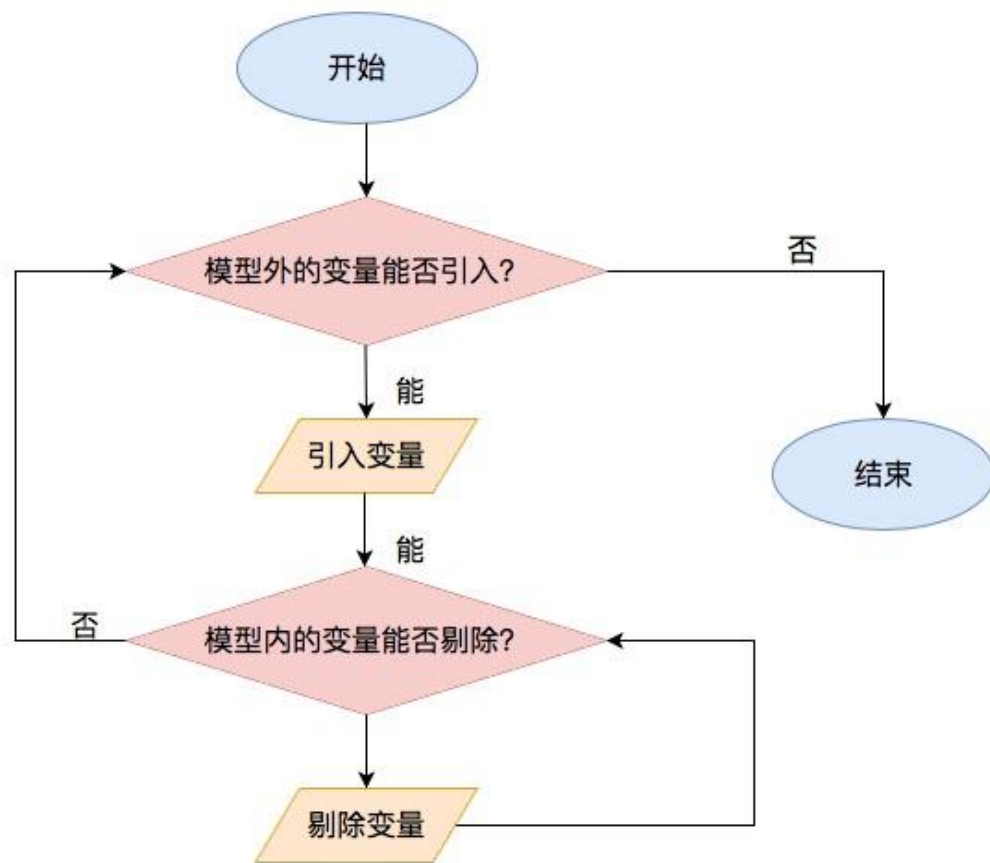 开始
模型外的变量能否引入?
否
能
引入变量
结束
能
否
模型内的变量能否剔除?
剔除变量